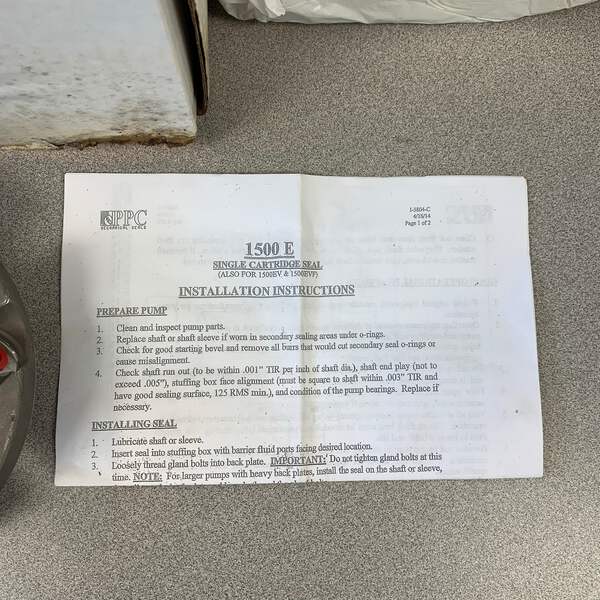 PPC
MECHANICAL SEALS
I-5804-C
4/15/14
Page 1 of 2
1500 E
SINGLE CARTRIDGE SEAL
(ALSO FOR 1500EV & 1500EVF)
INSTALLATION INSTRUCTIONS
PREPARE PUMP
1. Clean and inspect pump parts.
2. Replace shaft or shaft sleeve if worn in secondary sealing areas under o-rings.
3. Check for good starting bevel and remove all burrs that would cut secondary seal o-rings or
cause misalignment.
4. Check shaft run out (to be within .001" TIR per inch of shaft dia.), shaft end play (not to
exceed .005"), stuffing box face alignment (must be square to shaft within .003" TIR and
have good sealing surface, 125 RMS min.), and condition of the pump bearings. Replace if
necessary.
INSTALLING SEAL
1. Lubricate shaft or sleeve.
2. Insert seal into stuffing box with barrier fluid ports facing desired location.
3. Loosely thread gland bolts into back plate. IMPORTANT: Do not tighten gland bolts at this
time. NOTE: For larger pumps with heavy back plates, install the seal on the shaft or sleeve,